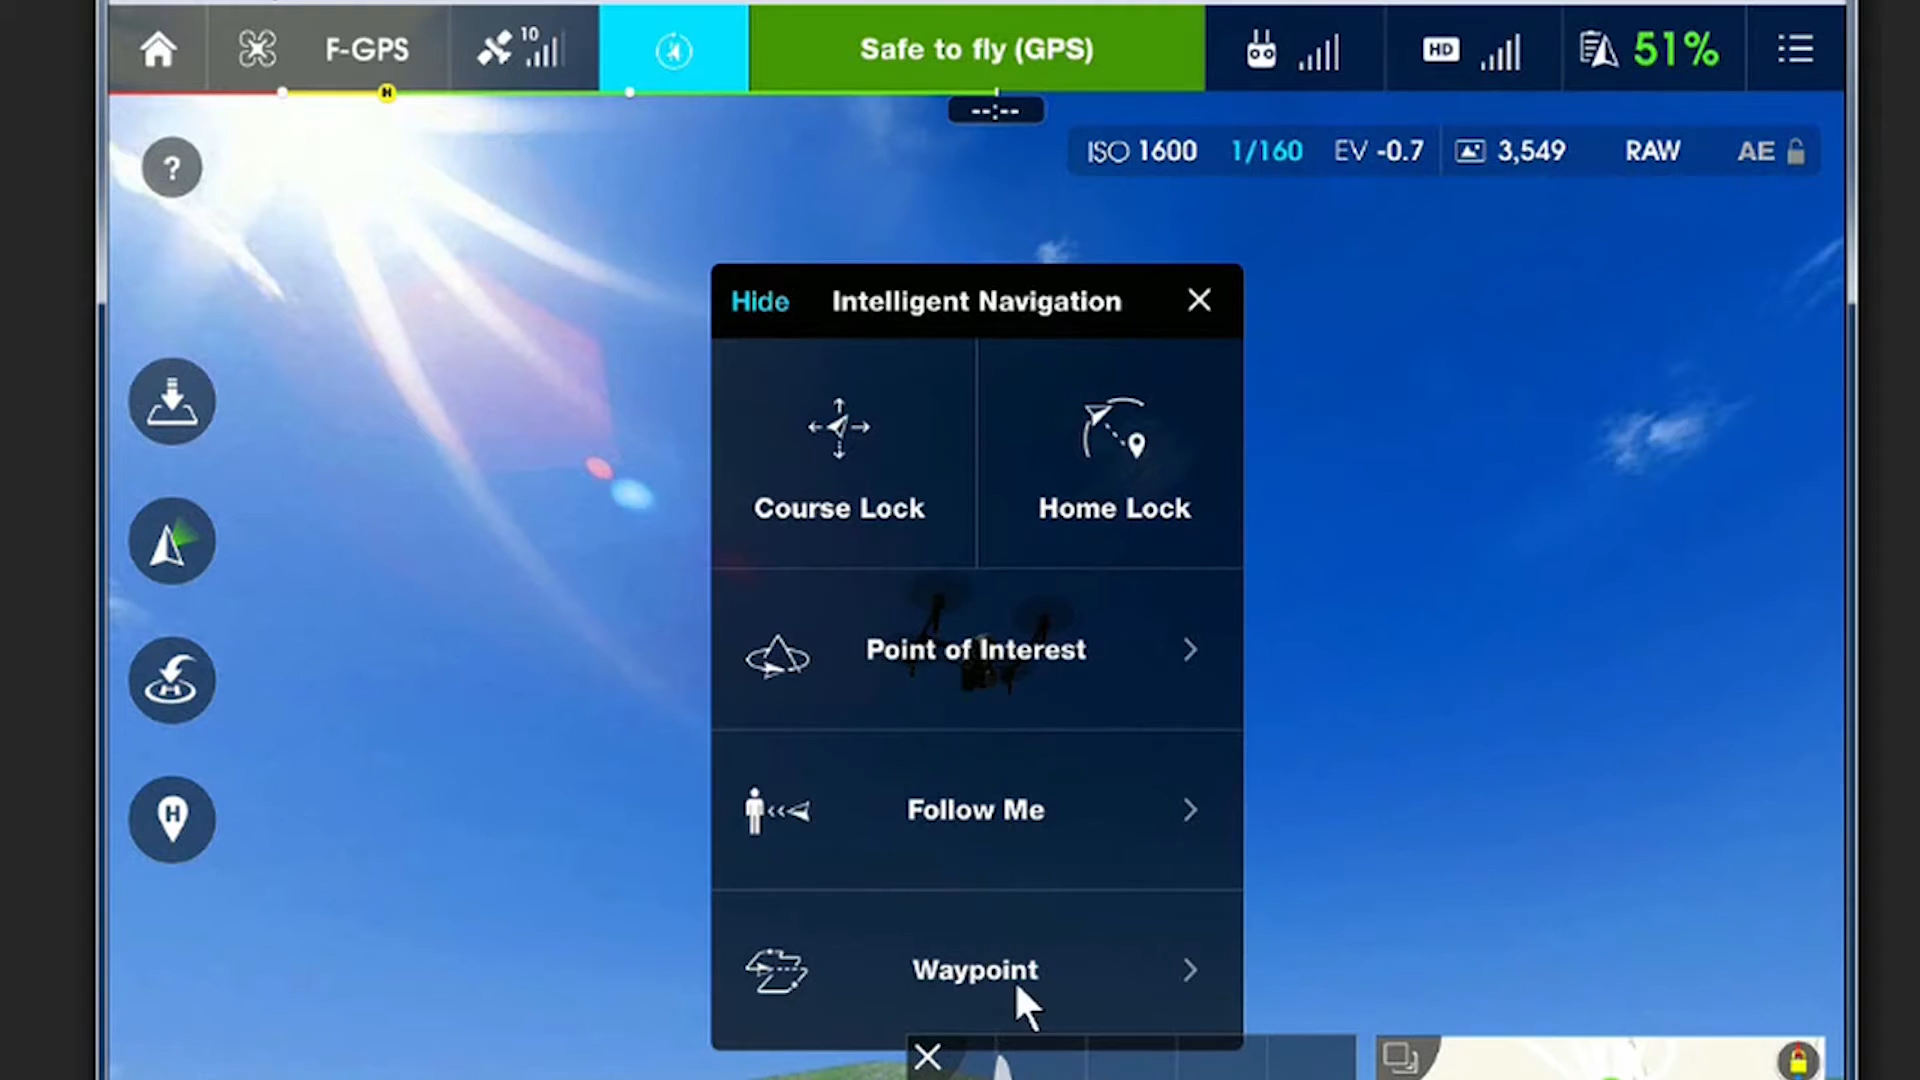 F-GPS
10
Safe to fly (GPS)
HD
51%
H
--:--
?
ISO 1600 1/160 EV -0.7 3,549 RAW AE
Hide Intelligent Navigation
Course Lock Home Lock
Point of Interest
Follow Me
H
H
Waypoint